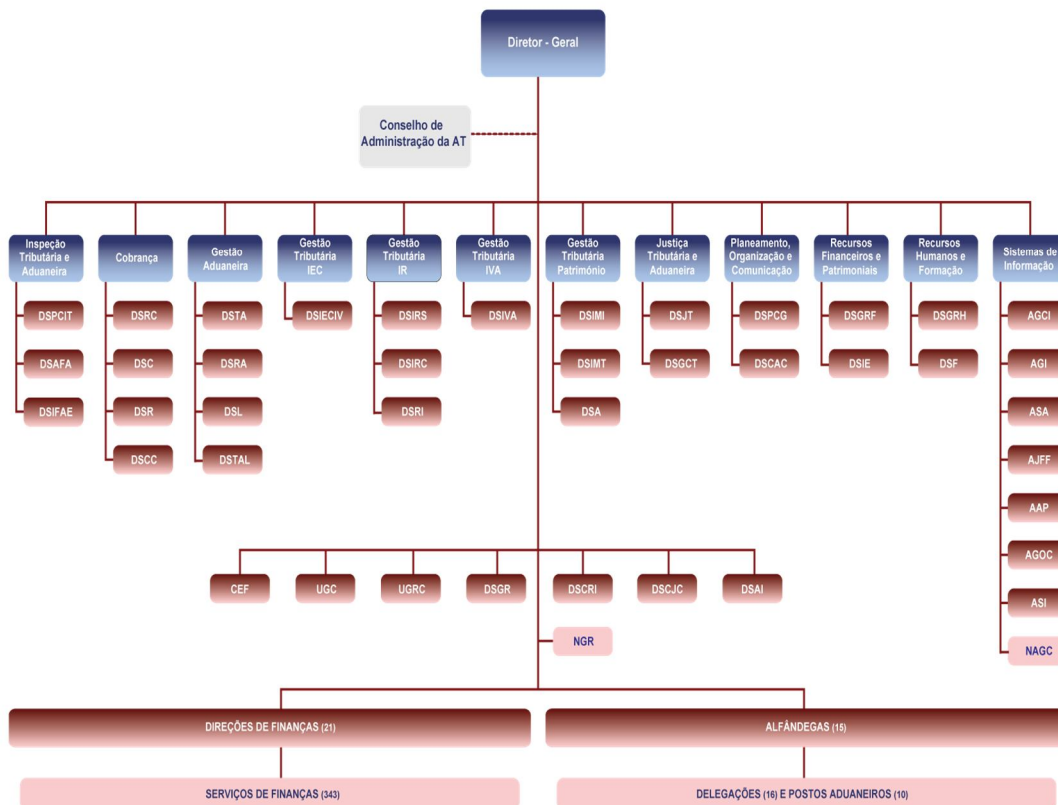 Diretor - Geral
Conselho de
Administração da AT
Inspeção
Tributária e
Aduaneira
Cobrança
Gestão
Aduaneira
Gestão
Tributária
IEC
Gestão
Tributária
IR
Gestão
Tributária
IVA
Gestão
Tributária
Património
Justiça
Tributária e
Aduaneira
Planeamento,
Organização e
Comunicação
Recursos
Financeiros e
Patrimoniais
Recursos
Humanos e
Formação
Sistemas de
Informação
DSPCIT
DSRC
DSTA
DSIECIV
DSIRS
DSIVA
DSIMI
DSJT
DSPCG
DSGRF
DSGRH
AGCI
DSAFA
DSC
DSRA
DSIRC
DSIMT
DSGCT
DSCAC
DSIE
DSF
AGI
DSIFAE
DSR
DSL
DSRI
DSA
ASA
DSCC
DSTAL
AJFF
AAP
AGOC
CEF
UGC
UGRC
DSGR
DSCRI
DSCJC
DSAI
ASI
NGR
NAGC
DIREÇÕES DE FINANÇAS (21)
ALFÂNDEGAS (15)
SERVIÇOS DE FINANÇAS (343)
DELEGAÇÕES (16) E POSTOS ADUANEIROS (10)